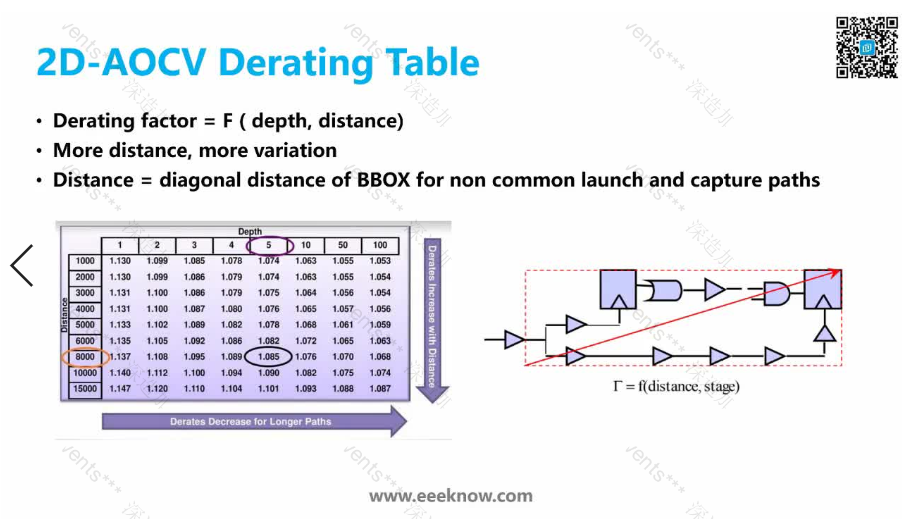 2D-AOCV Derating Table
• Derating factor = F ( depth, distance)
• More distance, more variation
• Distance = diagonal distance of BBOX for non common launch and capture paths
Depth
1 2 3 4 5 10 50 100
Distance
1000 1.130 1.099 1.085 1.078 1.074 1.063 1.055 1.053
2000 1.130 1.099 1.086 1.079 1.074 1.063 1.055 1.054
3000 1.131 1.100 1.086 1.079 1.075 1.064 1.056 1.054
4000 1.131 1.100 1.087 1.080 1.076 1.065 1.057 1.056
5000 1.133 1.102 1.089 1.082 1.078 1.068 1.061 1.059
6000 1.135 1.105 1.092 1.086 1.082 1.072 1.065 1.063
8000 1.137 1.108 1.095 1.089 1.085 1.076 1.070 1.068
10000 1.140 1.112 1.100 1.094 1.090 1.082 1.075 1.074
15000 1.147 1.120 1.110 1.104 1.101 1.093 1.088 1.087
Derates Increase with Distance
Derates Decrease for Longer Paths
Γ = f(distance, stage)
www.eeeknow.com